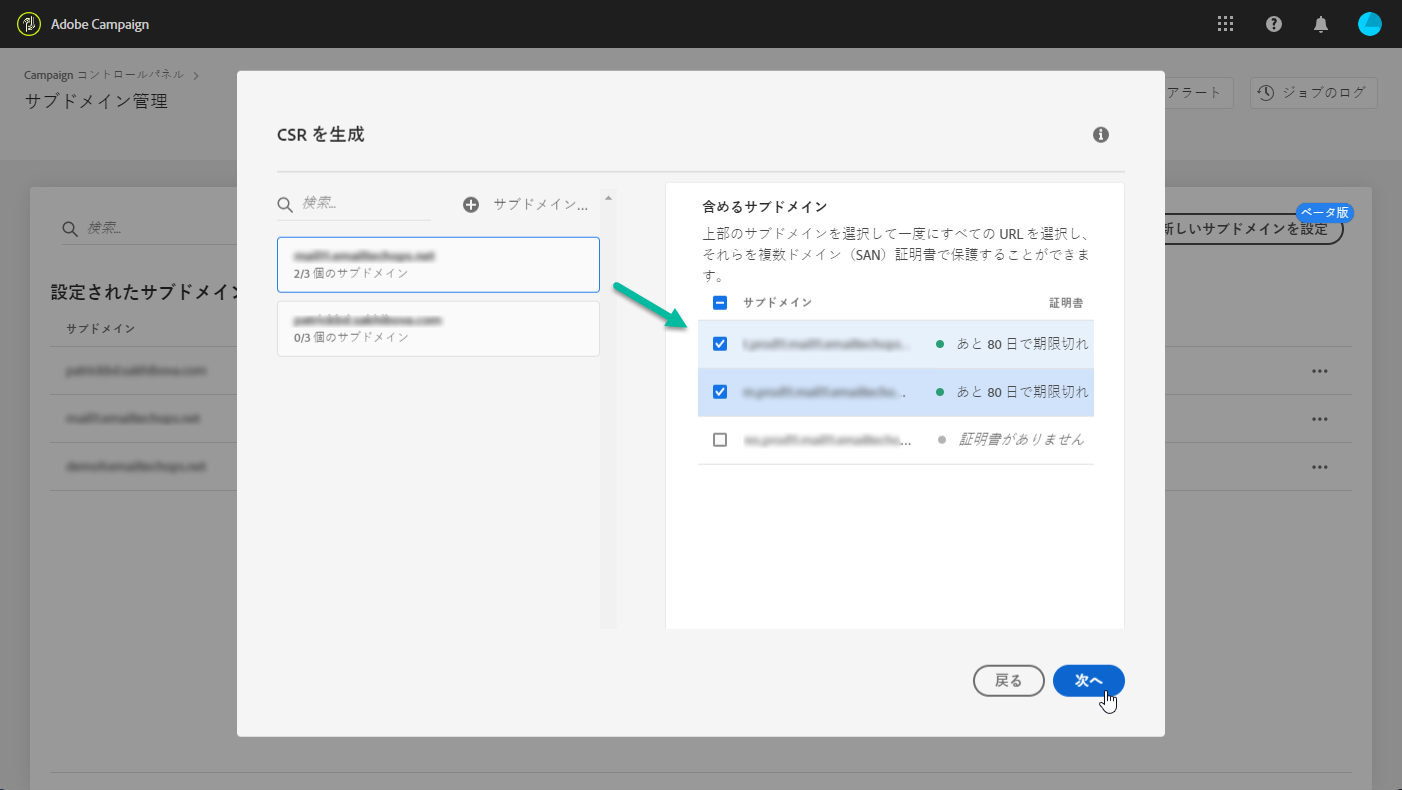 Adobe Campaign
Campaign コントロールパネル
サブドメイン管理
アラート
ジョブのログ
検索...
ベータ版
新しいサブドメインを設定
設定されたサブドメイン
サブドメイン
CSR を生成
検索...
サブドメイン...
2/3 個のサブドメイン
0/3 個のサブドメイン
含めるサブドメイン
上部のサブドメインを選択して一度にすべての URL を選択し、
それらを複数ドメイン（SAN）証明書で保護することができま
す。
サブドメイン 証明書
あと 80 日で期限切れ
あと 80 日で期限切れ
証明書がありません
戻る
次へ